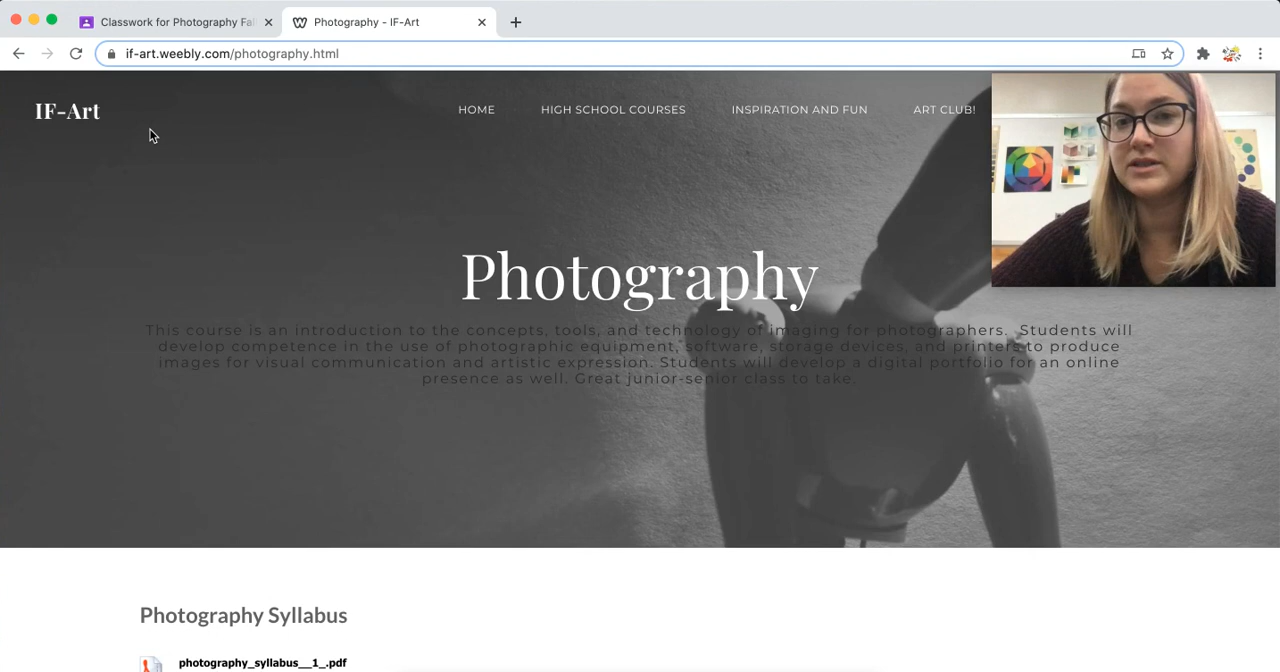 Classwork for Photography Fal
Photography - IF-Art
if-art.weebly.com/photography.html
IF-Art
HOME
HIGH SCHOOL COURSES
INSPIRATION AND FUN
ART CLUB!
Photography
This course is an introduction to the concepts, tools, and technology of imaging for photographers. Students will
develop competence in the use of photographic equipment, software, storage devices, and printers to produce
images for visual communication and artistic expression. Students will develop a digital portfolio for an online
presence as well. Great junior-senior class to take.
Photography Syllabus
photography_syllabus__1_.pdf